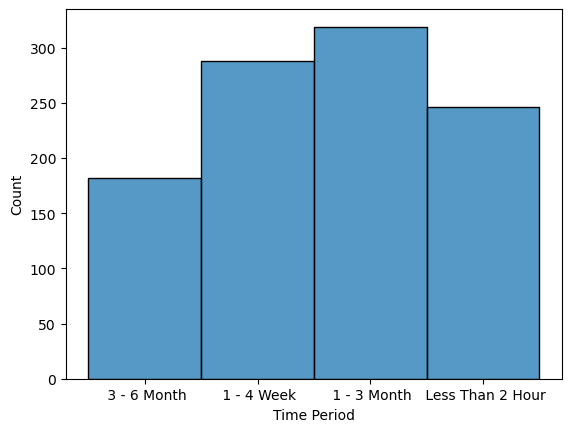 300
250
200
150
100
50
0
Count
3 - 6 Month
1 - 4 Week
1 - 3 Month
Less Than 2 Hour
Time Period